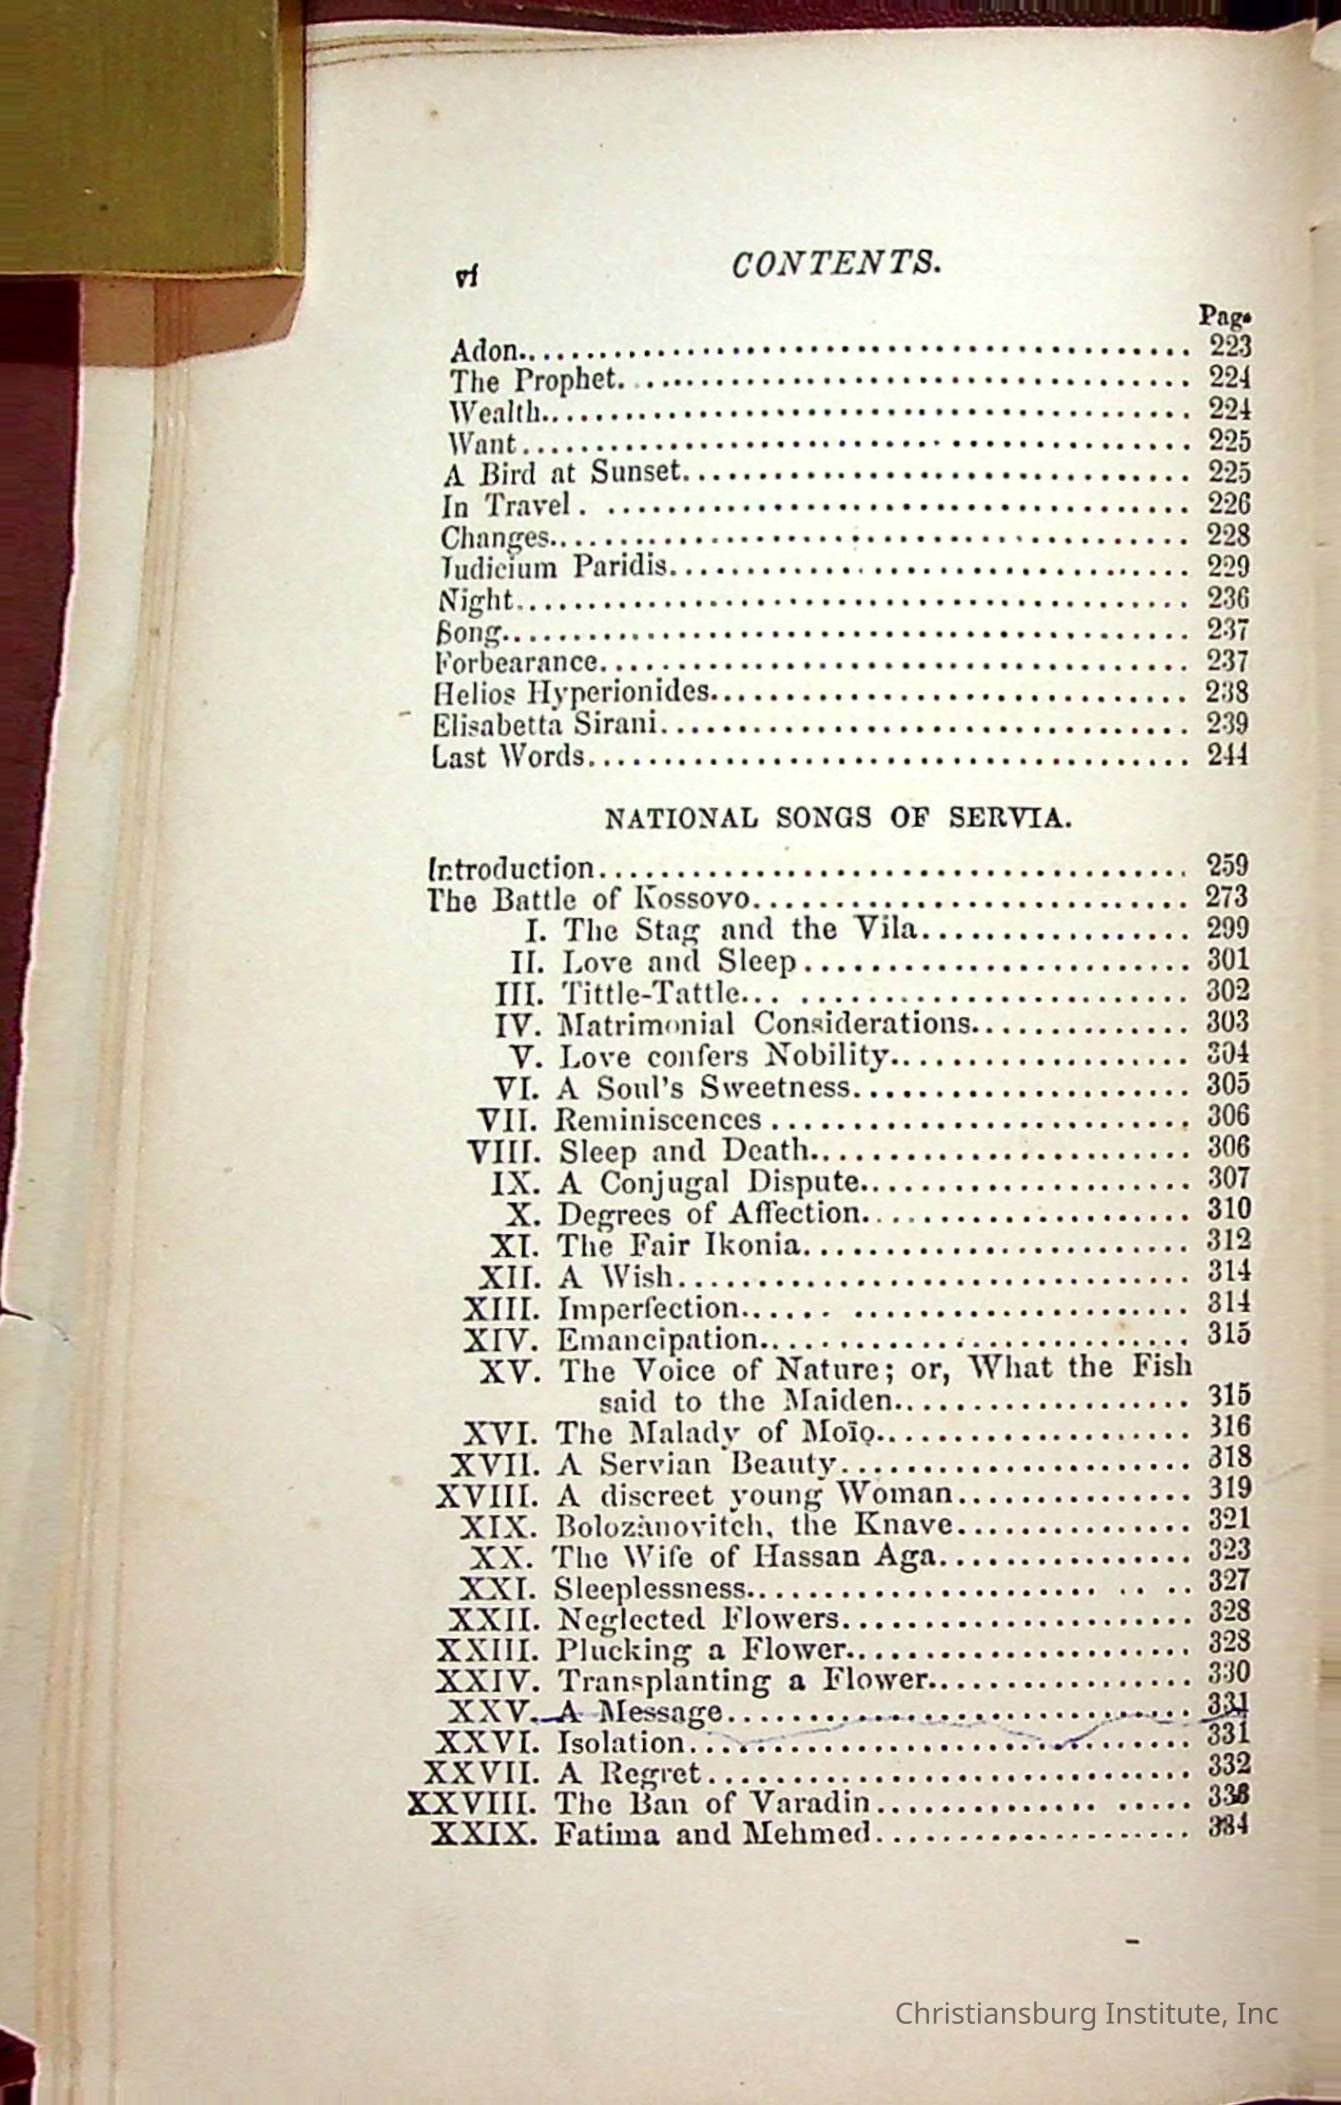 vi
CONTENTS.
Page
Adon........................................ 223
The Prophet........................................ 224
Wealth........................................ 224
Want........................................ 225
A Bird at Sunset........................................ 225
In Travel. ........................................ 226
Changes........................................ 228
Judicium Paridis........................................ 229
Night........................................ 236
Song........................................ 237
Forbearance........................................ 237
Helios Hyperionides........................................ 238
Elisabetta Sirani........................................ 239
Last Words........................................ 244
NATIONAL SONGS OF SERVIA.
Introduction........................................ 259
The Battle of Kossovo........................................ 273
I. The Stag and the Vila.................. 299
II. Love and Sleep........................ 301
III. Tittle-Tattle... ........................ 302
IV. Matrimonial Considerations.............. 303
V. Love confers Nobility................... 304
VI. A Soul's Sweetness..................... 305
VII. Reminiscences.......................... 306
VIII. Sleep and Death........................ 306
IX. A Conjugal Dispute..................... 307
X. Degrees of Affection..................... 310
XI. The Fair Ikonia......................... 312
XII. A Wish................................. 314
XIII. Imperfection...... ...................... 314
XIV. Emancipation............................ 315
XV. The Voice of Nature; or, What the Fish
said to the Maiden................... 315
XVI. The Malady of Moïo.................... 316
XVII. A Servian Beauty....................... 318
XVIII. A discreet young Woman............... 319
XIX. Bolozànovitch, the Knave............... 321
XX. The Wife of Hassan Aga................ 323
XXI. Sleeplessness...................... .. .. 327
XXII. Neglected Flowers...................... 328
XXIII. Plucking a Flower...................... 328
XXIV. Transplanting a Flower................. 330
XXV. A Message.............................. 331
XXVI. Isolation................................ 331
XXVII. A Regret............................... 332
XXVIII. The Ban of Varadin.............. ..... 333
XXIX. Fatima and Mehmed.................... 334
Christiansburg Institute, Inc